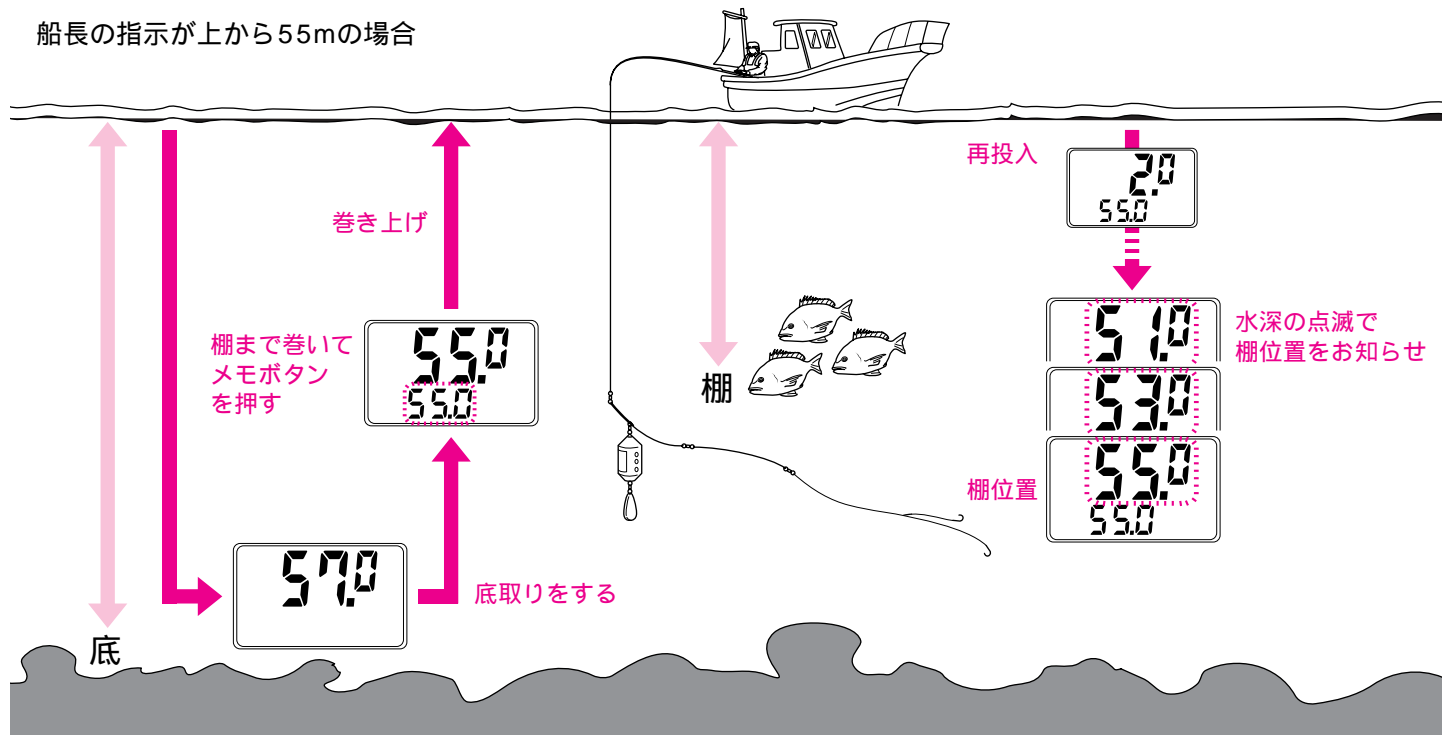 船長の指示が上から55mの場合
再投入
2.0
55.0
巻き上げ
棚まで巻いて
メモボタン
を押す
55.0
55.0
棚
51.0
水深の点滅で
棚位置をお知らせ
53.0
棚位置
55.0
55.0
57.0
底取りをする
底